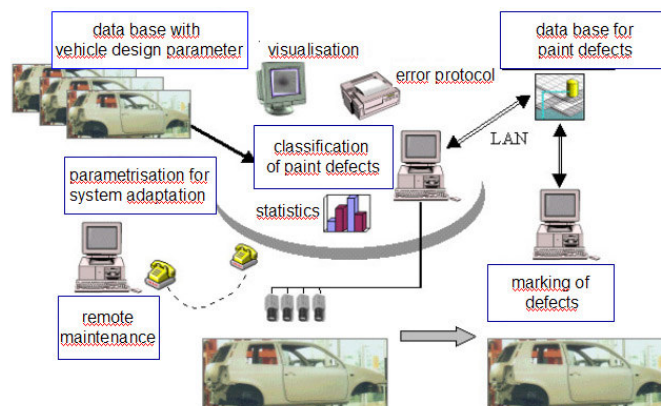 data base with
vehicle design parameter
visualisation
error protocol
data base for
paint defects
classification
of paint defects
LAN
parametrisation for
system adaptation
statistics
remote
maintenance
marking of
defects